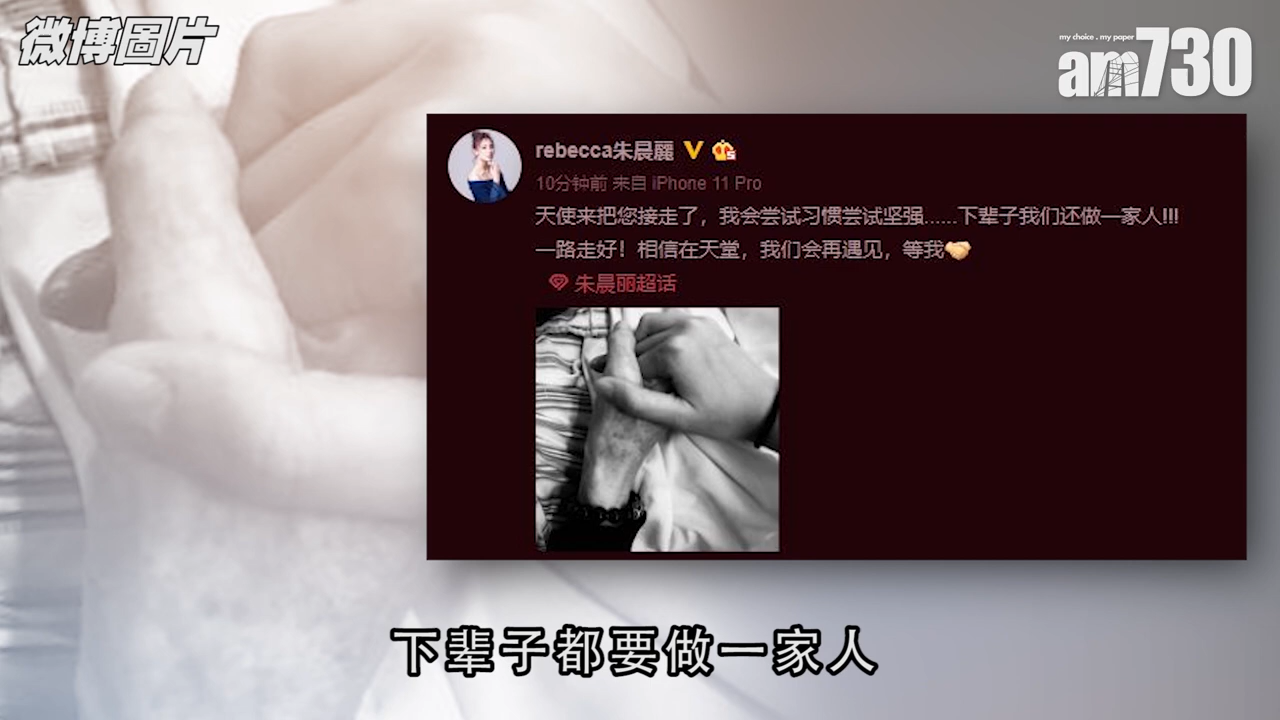 微博圖片
my choice . my paper
am730
rebecca朱晨麗
10分钟前 来自 iPhone 11 Pro
天使来把您接走了，我会尝试习惯尝试坚强……下辈子我们还做一家人!!!
一路走好！相信在天堂，我们会再遇见，等我
朱晨丽超话
下辈子都要做一家人